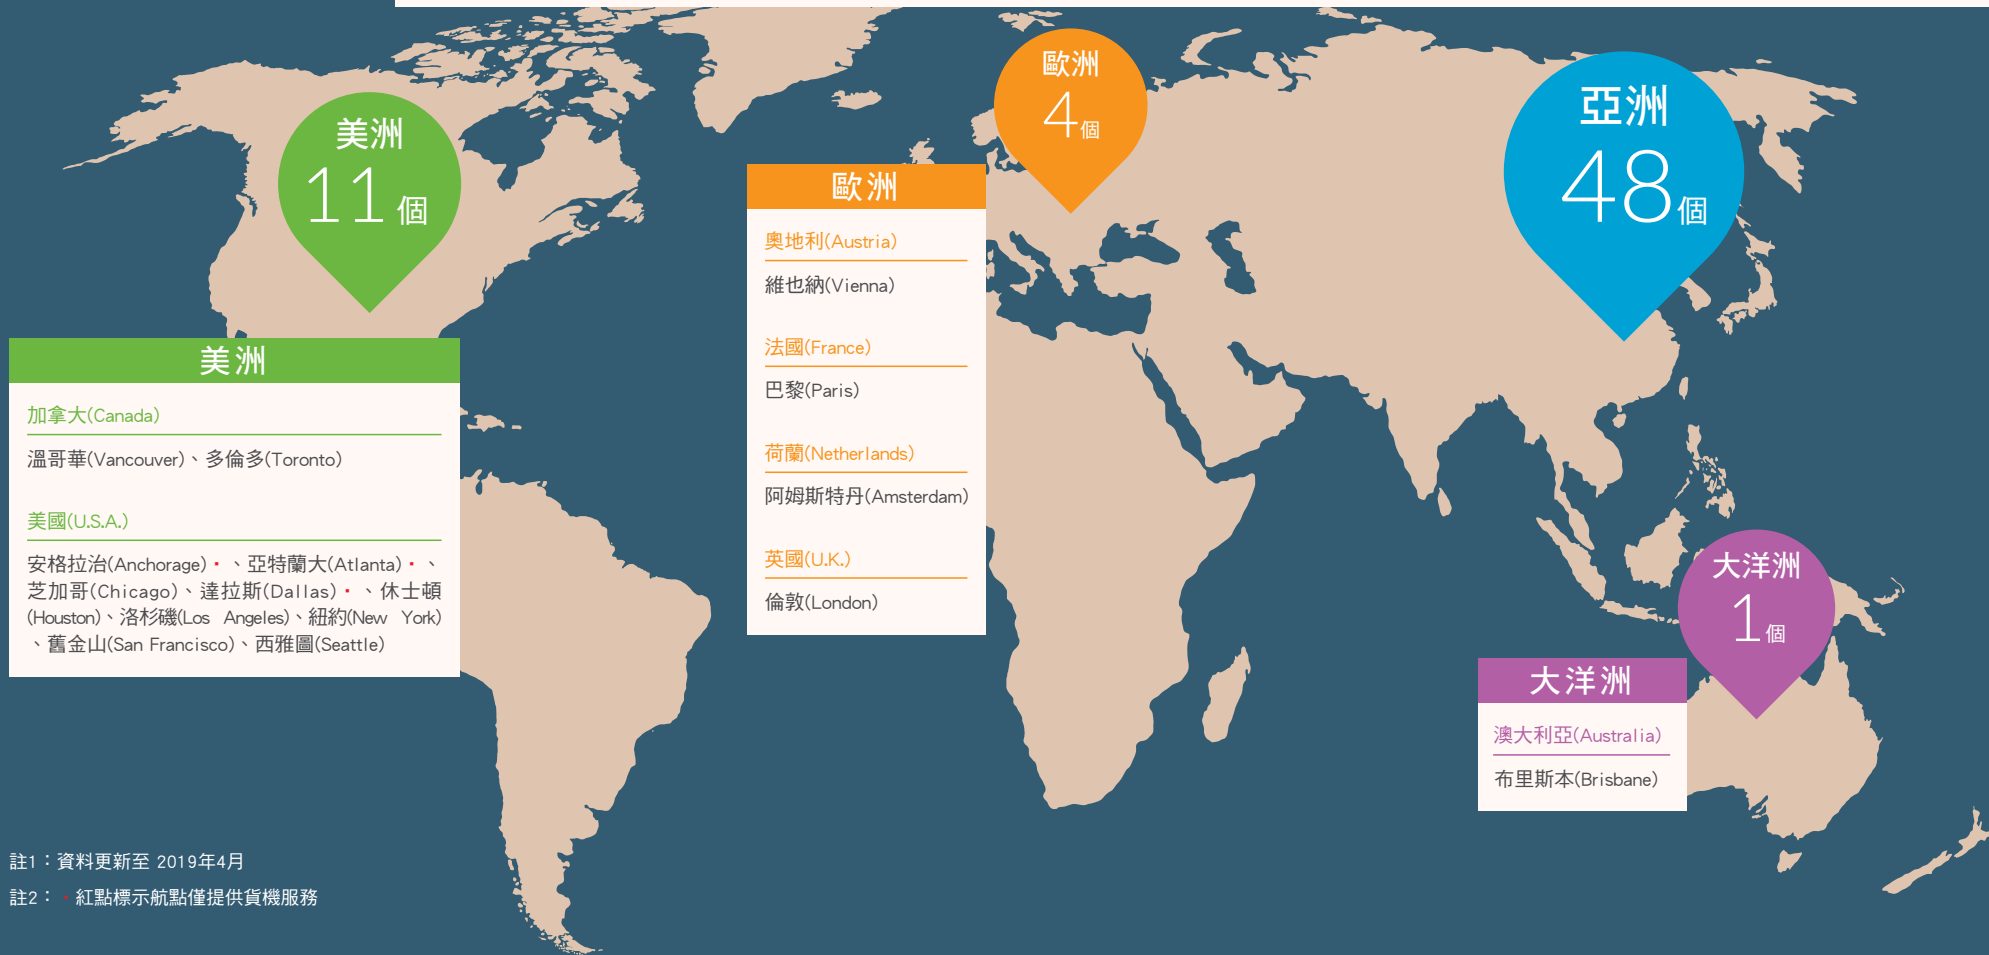 美洲
11個
歐洲
4個
亞洲
48個
大洋洲
1個
美洲
加拿大(Canada)
溫哥華(Vancouver)、多倫多(Toronto)
美國(U.S.A.)
安格拉治(Anchorage)•、亞特蘭大(Atlanta)•、
芝加哥(Chicago)、達拉斯(Dallas)•、休士頓
(Houston)、洛杉磯(Los Angeles)、紐約(New York)
、舊金山(San Francisco)、西雅圖(Seattle)
歐洲
奧地利(Austria)
維也納(Vienna)
法國(France)
巴黎(Paris)
荷蘭(Netherlands)
阿姆斯特丹(Amsterdam)
英國(U.K.)
倫敦(London)
大洋洲
澳大利亞(Australia)
布里斯本(Brisbane)
註1：資料更新至 2019年4月
註2：•紅點標示航點僅提供貨機服務